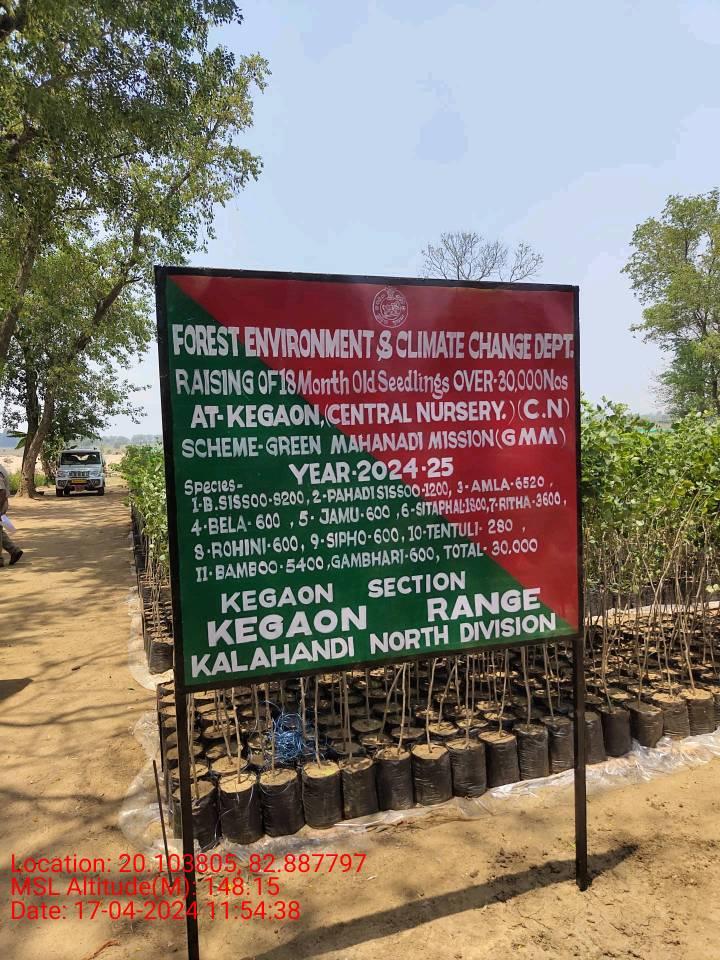 FOREST ENVIRONMENT & CLIMATE CHANGE DEPT.
RAISING OF 18 Month Old Seedlings OVER-30,000Nos
AT-KEGAON,(CENTRAL NURSERY.)(C.N)
SCHEME-GREEN MAHANADI MISSION(GMM)
YEAR-2024-25
Species-
1-B.SISSOO-8200, 2-PAHADI SISSOO-1200, 3-AMLA-6520,
4-BELA-600, 5-JAMU-600, 6-SITAPHAL-1800, 7-RITHA-3600,
8-ROHINI-600, 9-SIPHO-600, 10-TENTULI-280,
11-BAMBOO-5400, GAMBHARI-600, TOTAL-30.000
KEGAON SECTION
KEGAON RANGE
KALAHANDI NORTH DIVISION
Location: 20.103805, 82.887797
MSL Altitude(M): 148.15
Date: 17-04-2024 11:54:38